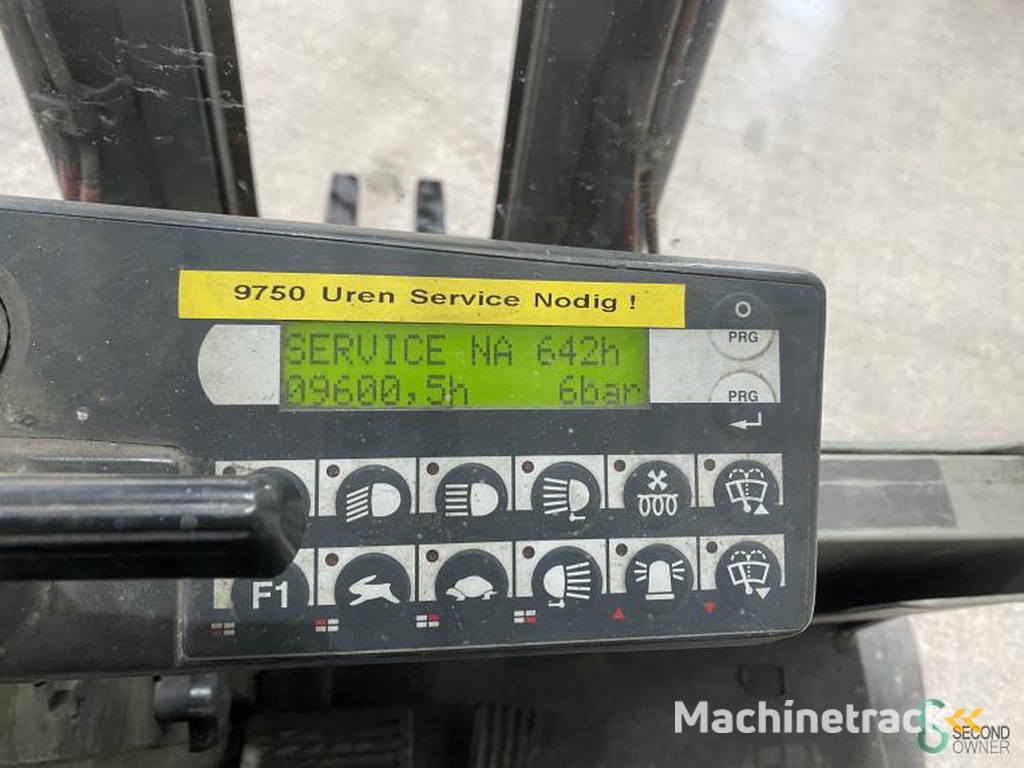 9750 Uren Service Nodig !
SERVICE NA 642h
09600,5h 6bar
O
PRG
PRG
F1
Machinetrack
SECOND
OWNER